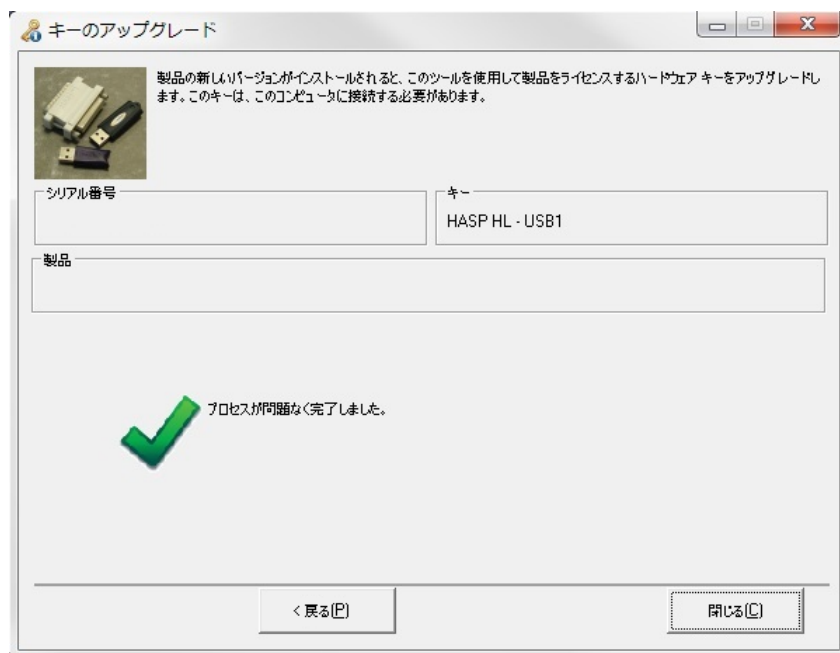 キーのアップグレード
製品の新しいバージョンがインストールされると、このツールを使用して製品をライセンスするハードウェア キーをアップグレードし
ます。このキーは、このコンピュータに接続する必要があります。
シリアル番号
キー
HASP HL - USB1
製品
プロセスが問題なく完了しました。
< 戻る(P)
閉じる(C)